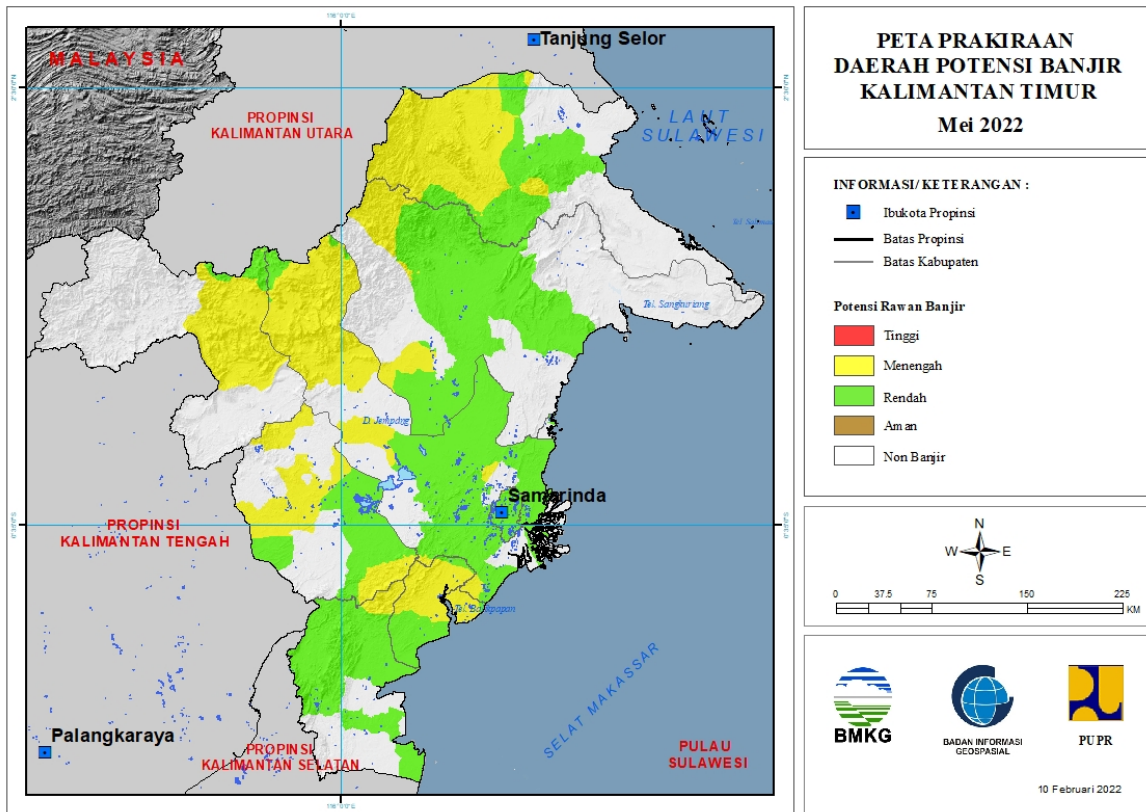 PETA PRAKIRAAN
DAERAH POTENSI BANJIR
KALIMANTAN TIMUR
Mei 2022
INFORMASI/ KETERANGAN :
Ibukota Propinsi
Batas Propinsi
Batas Kabupaten
Potensi Rawan Banjir
Tinggi
Menengah
Rendah
Aman
Non Banjir
N
W E
S
0 37.5 75 150 225
KM
BMKG
BADAN INFORMASI
GEOSPASIAL
PUPR
10 Februari 2022
Tanjung Selor
MALAYSIA
PROPINSI
KALIMANTAN UTARA
LAUT
SULAWESI
Tel. Sangkuriang
D. Jempang
Samarinda
PROPINSI
KALIMANTAN TENGAH
SELAT MAKASSAR
Palangkaraya
PROPINSI
KALIMANTAN SELATAN
PULAU
SULAWESI